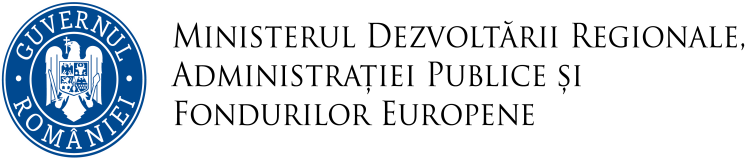 GUVERNUL ROMÂNIEI
MINISTERUL DEZVOLTĂRII REGIONALE,
ADMINISTRAȚIEI PUBLICE ȘI
FONDURILOR EUROPENE